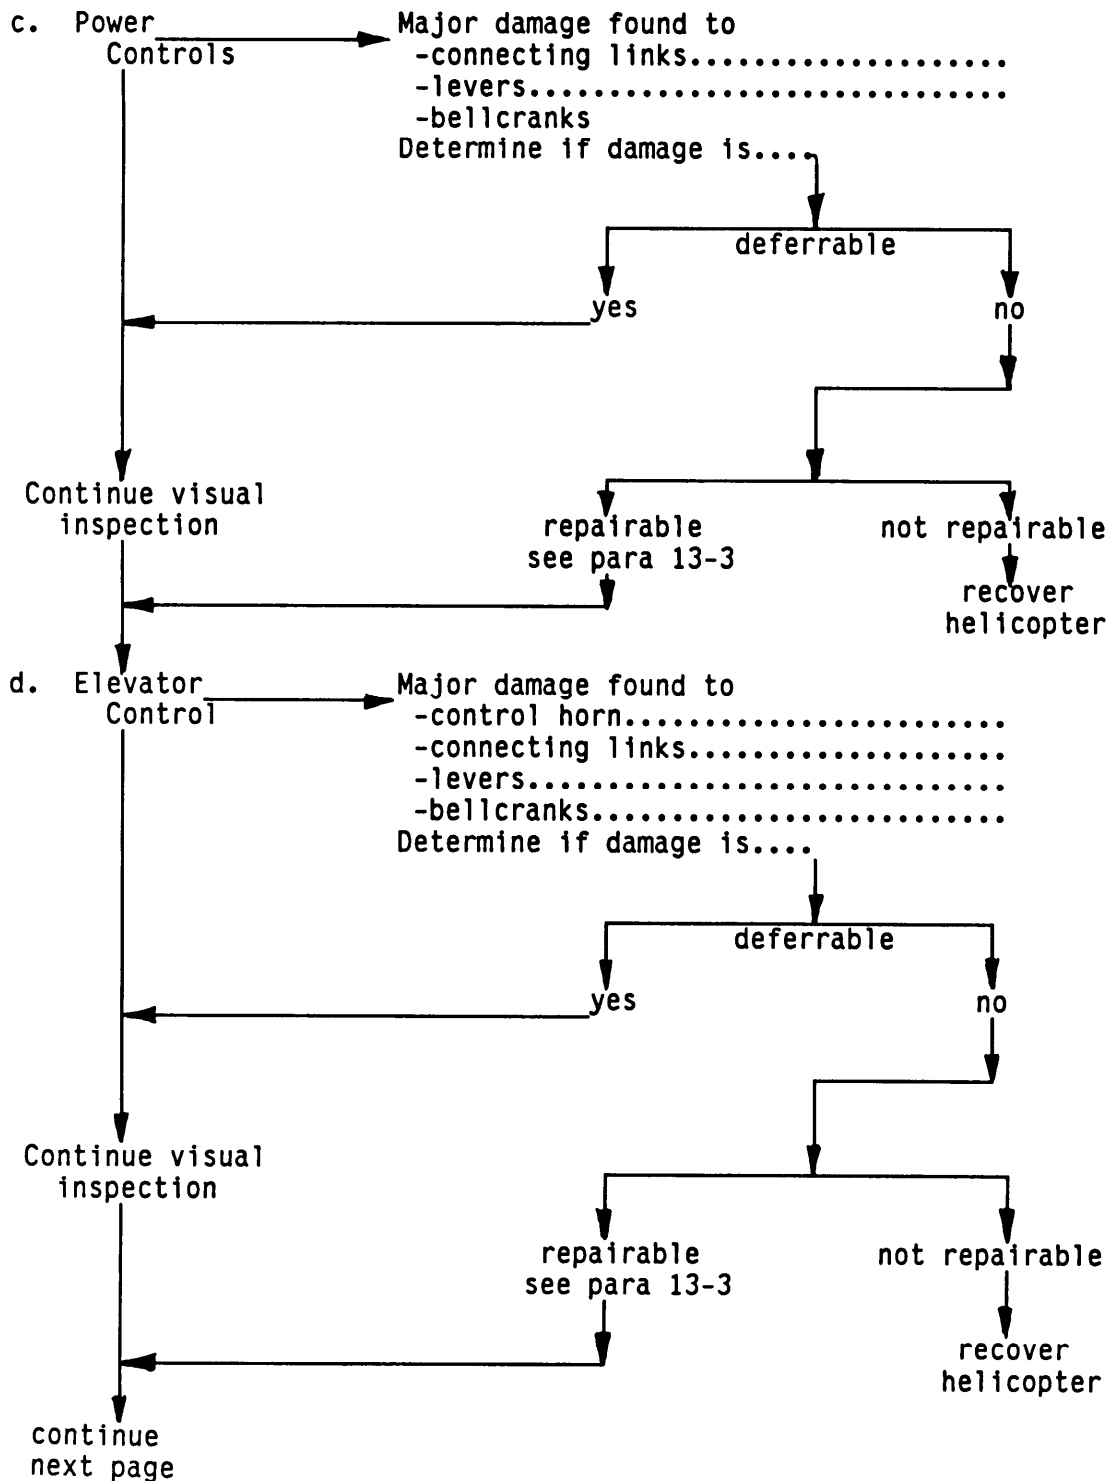 c. Power
Controls
Major damage found to
-connecting links....................
-levers..............................
-bellcranks
Determine if damage is....
deferrable
yes
no
Continue visual
inspection
repairable
see para 13-3
not repairable
recover
helicopter
d. Elevator
Control
Major damage found to
-control horn........................
-connecting links....................
-levers..............................
-bellcranks..........................
Determine if damage is....
deferrable
yes
no
Continue visual
inspection
repairable
see para 13-3
not repairable
recover
helicopter
continue
next page